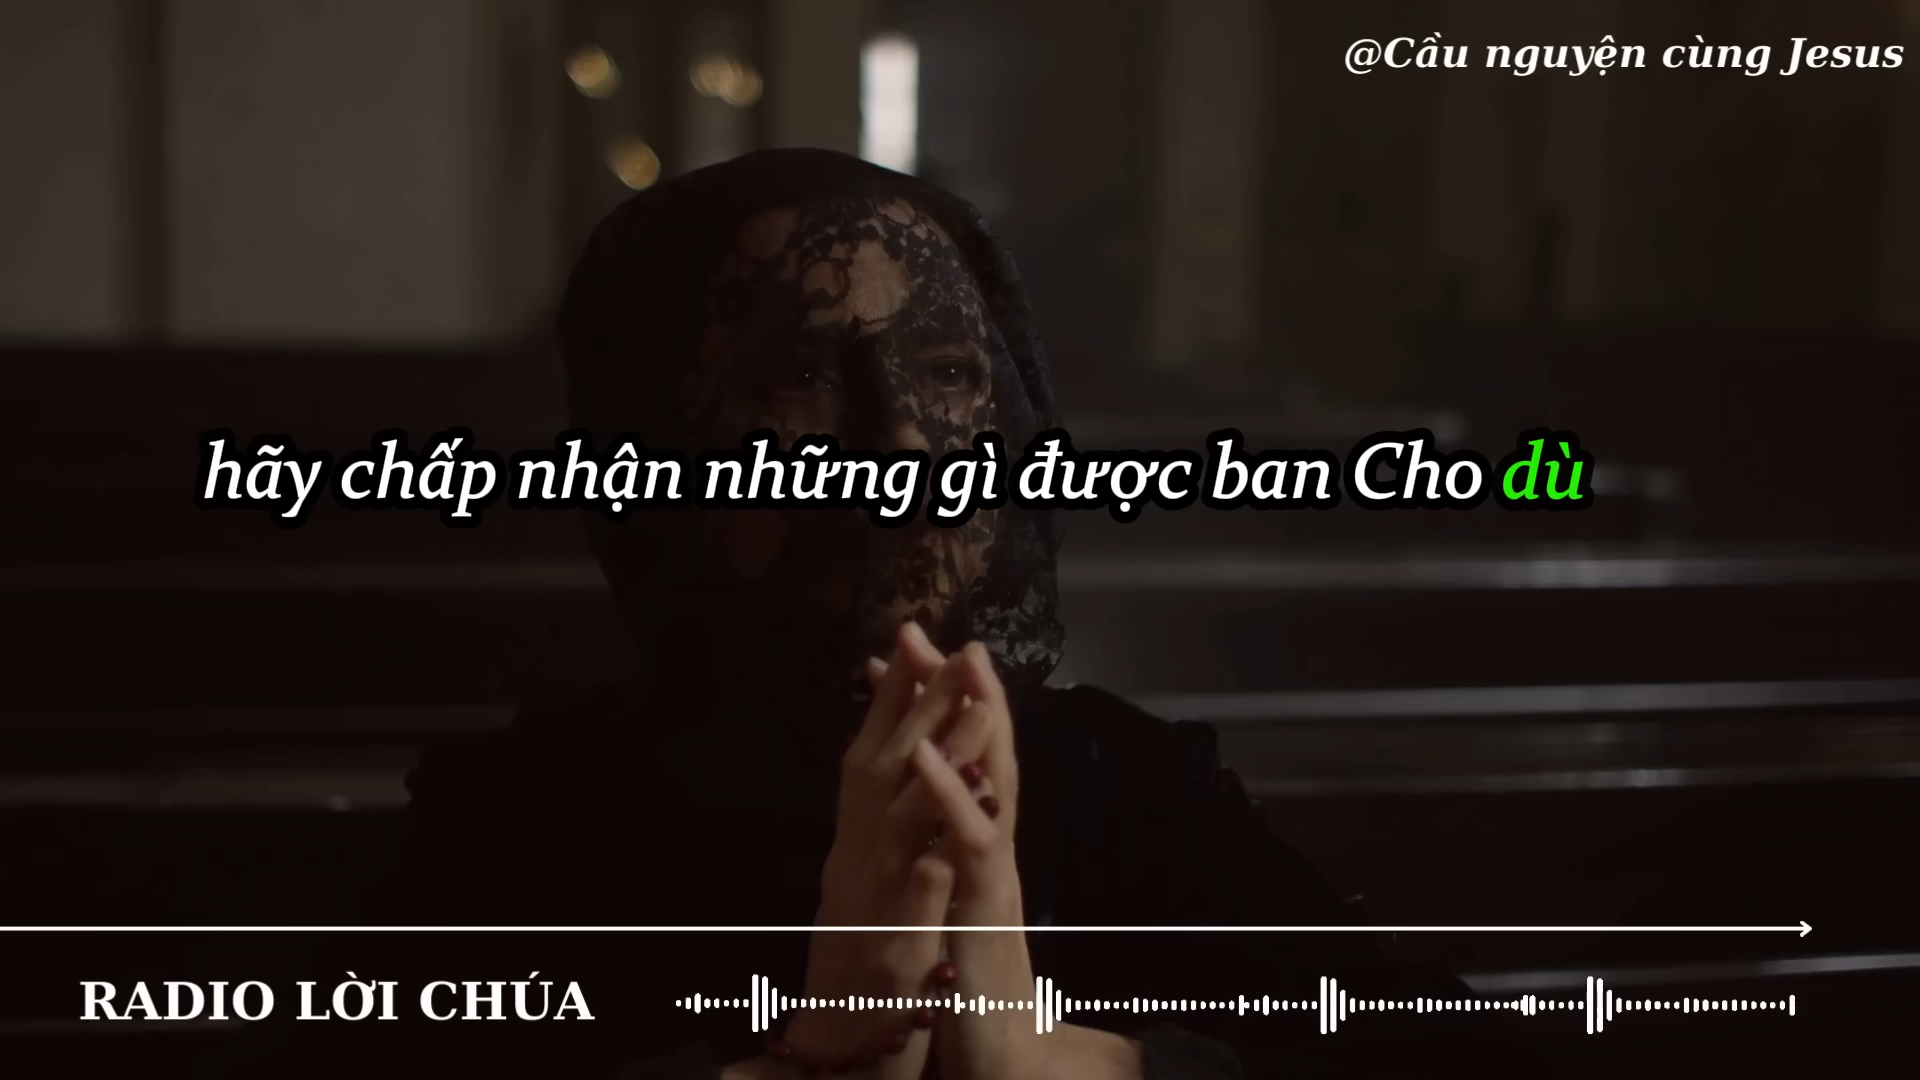 @Cầu nguyện cùng Jesus
hãy chấp nhận những gì được ban Cho dù
RADIO LỜI CHÚA